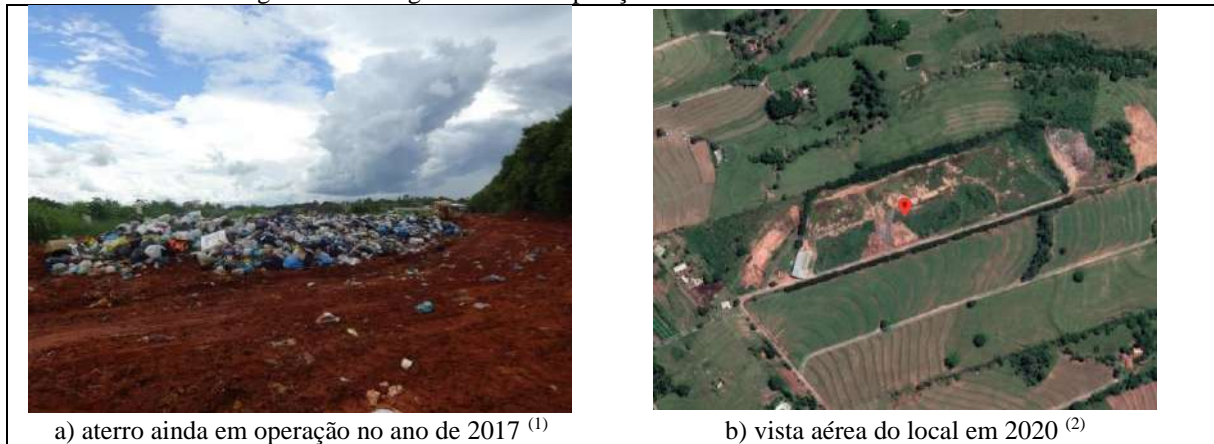 a) aterro ainda em operação no ano de 2017 (1)
b) vista aérea do local em 2020 (2)